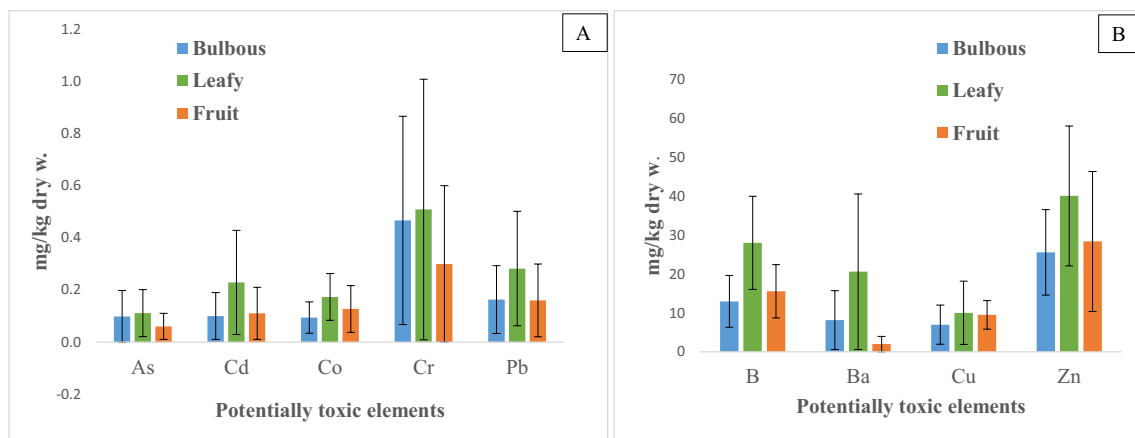 A
Bulbous
Leafy
Fruit
1.2
1.0
0.8
0.6
0.4
0.2
0.0
-0.2
mg/kg dry w.
As Cd Co Cr Pb
Potentially toxic elements
B
Bulbous
Leafy
Fruit
70
60
50
40
30
20
10
0
mg/kg dry w.
B Ba Cu Zn
Potentially toxic elements